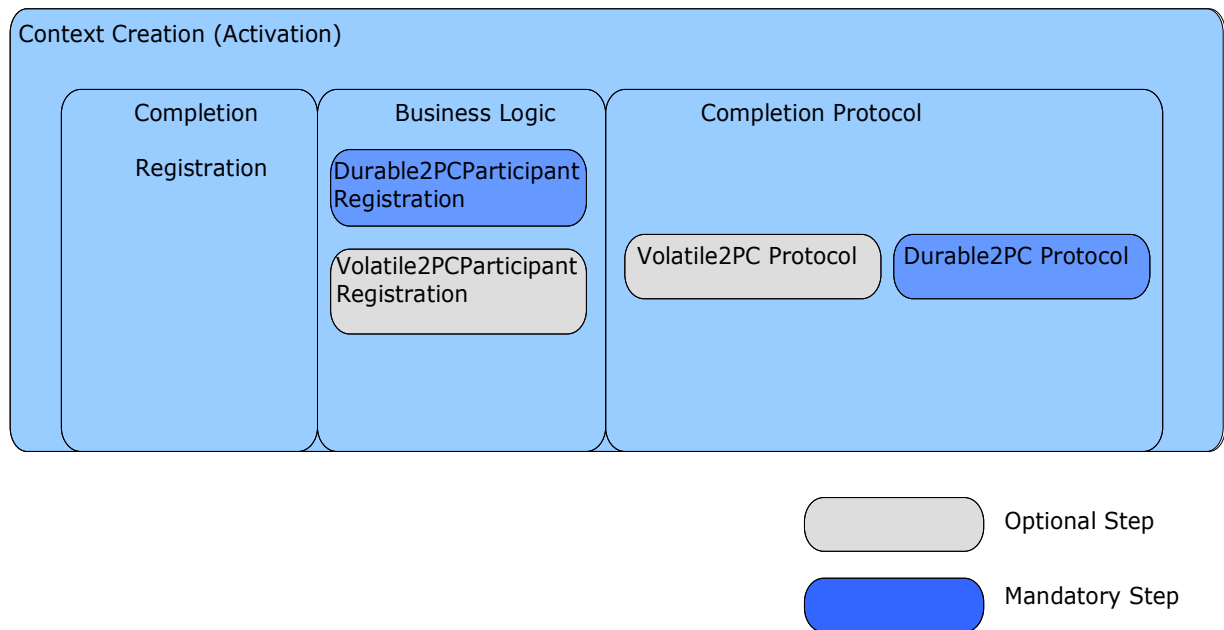 Context Creation (Activation)
Completion
Registration
Business Logic
Durable2PCParticipant
Registration
Volatile2PCParticipant
Registration
Completion Protocol
Volatile2PC Protocol
Durable2PC Protocol
Optional Step
Mandatory Step